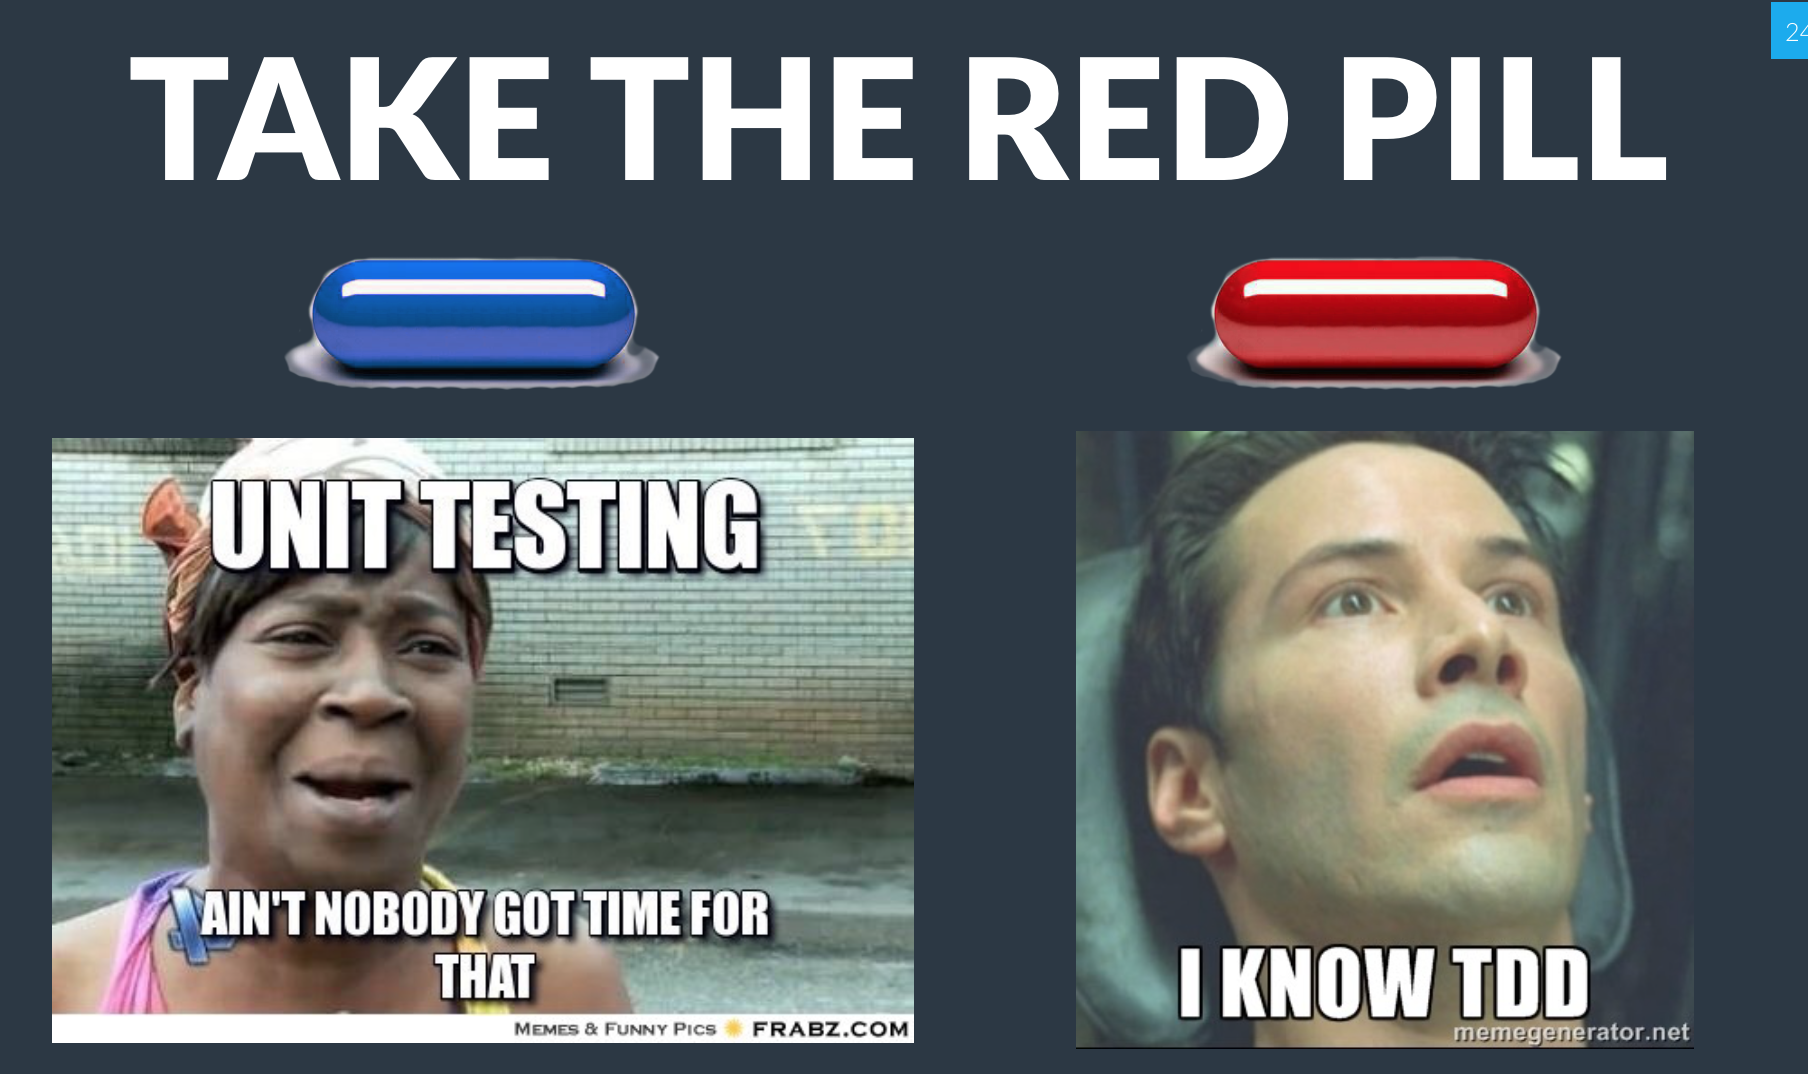 24
TAKE THE RED PILL
UNIT TESTING
AIN'T NOBODY GOT TIME FOR
THAT
MEMES & FUNNY PICS FRABZ.COM
I KNOW TDD
memegenerator.net